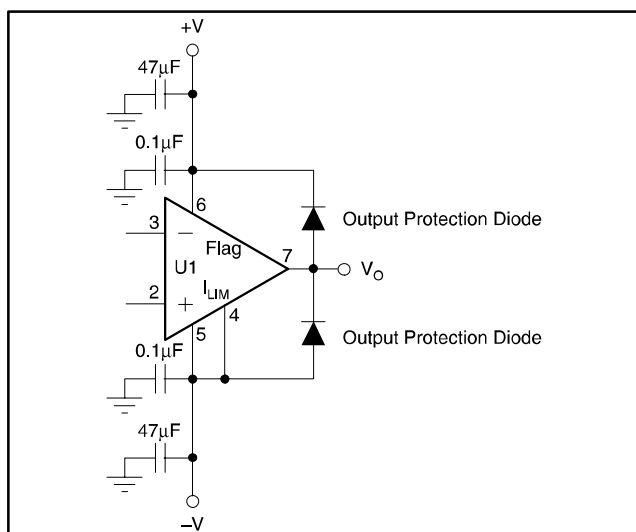 +V
47μF
0.1μF
6
Output Protection Diode
3
−
Flag
7
U1
V_O
I_LIM
2
+
4
5
Output Protection Diode
0.1μF
47μF
−V